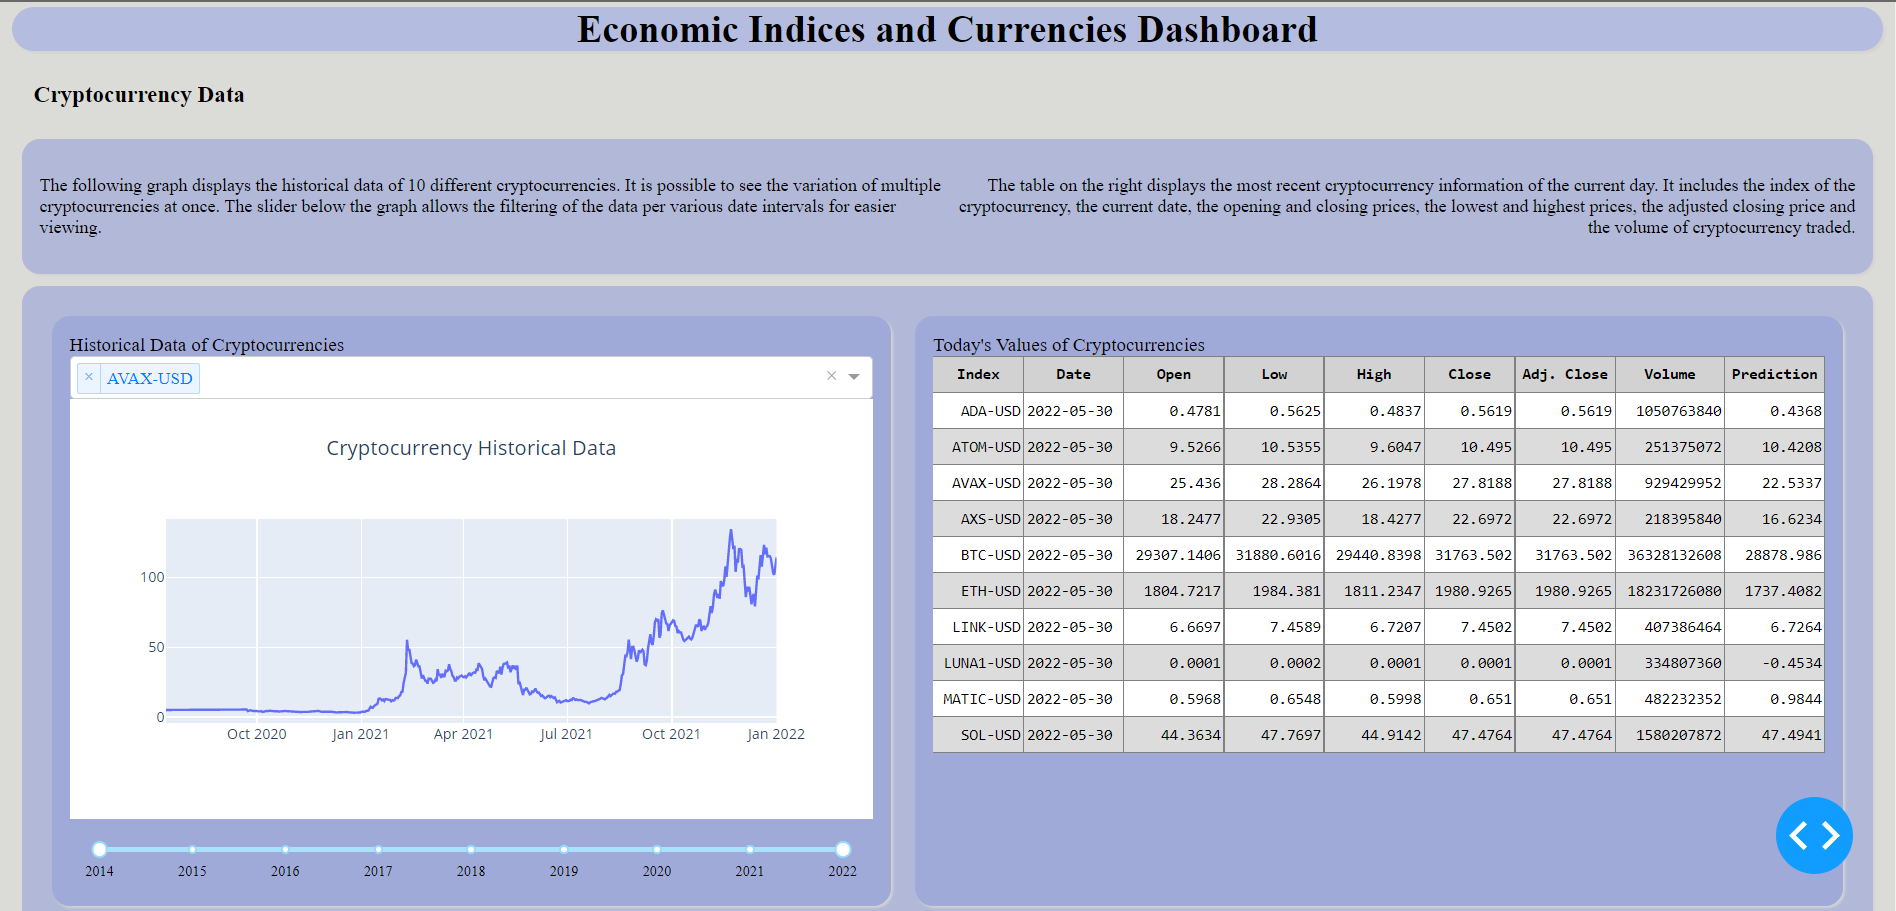 Economic Indices and Currencies Dashboard
Cryptocurrency Data
The following graph displays the historical data of 10 different cryptocurrencies. It is possible to see the variation of multiple
cryptocurrencies at once. The slider below the graph allows the filtering of the data per various date intervals for easier
viewing.
The table on the right displays the most recent cryptocurrency information of the current day. It includes the index of the
cryptocurrency, the current date, the opening and closing prices, the lowest and highest prices, the adjusted closing price and
the volume of cryptocurrency traded.
Historical Data of Cryptocurrencies
× AVAX-USD ×
Cryptocurrency Historical Data
100
50
0
Oct 2020 Jan 2021 Apr 2021 Jul 2021 Oct 2021 Jan 2022
2014 2015 2016 2017 2018 2019 2020 2021 2022
Today's Values of Cryptocurrencies
Index Date Open Low High Close Adj. Close Volume Prediction
ADA-USD 2022-05-30 0.4781 0.5625 0.4837 0.5619 0.5619 1050763840 0.4368
ATOM-USD 2022-05-30 9.5266 10.5355 9.6047 10.495 10.495 251375072 10.4208
AVAX-USD 2022-05-30 25.436 28.2864 26.1978 27.8188 27.8188 929429952 22.5337
AXS-USD 2022-05-30 18.2477 22.9305 18.4277 22.6972 22.6972 218395840 16.6234
BTC-USD 2022-05-30 29307.1406 31880.6016 29440.8398 31763.502 31763.502 36328132608 28878.986
ETH-USD 2022-05-30 1804.7217 1984.381 1811.2347 1980.9265 1980.9265 18231726080 1737.4082
LINK-USD 2022-05-30 6.6697 7.4589 6.7207 7.4502 7.4502 407386464 6.7264
LUNA1-USD 2022-05-30 0.0001 0.0002 0.0001 0.0001 0.0001 334807360 -0.4534
MATIC-USD 2022-05-30 0.5968 0.6548 0.5998 0.651 0.651 482232352 0.9844
SOL-USD 2022-05-30 44.3634 47.7697 44.9142 47.4764 47.4764 1580207872 47.4941